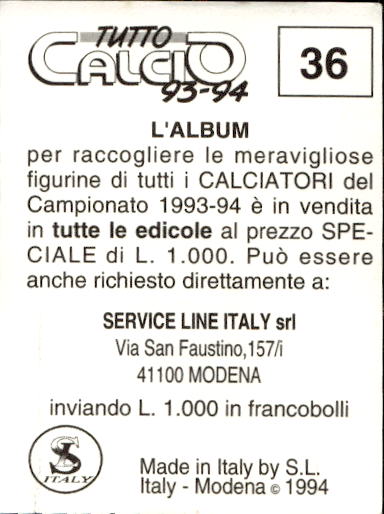 TUTTO
CALCIO
93-94
36
L'ALBUM
per raccogliere le meravigliose
figurine di tutti i CALCIATORI del
Campionato 1993-94 è in vendita
in tutte le edicole al prezzo SPE-
CIALE di L. 1.000. Può essere
anche richiesto direttamente a:
SERVICE LINE ITALY srl
Via San Faustino,157/i
41100 MODENA
inviando L. 1.000 in francobolli
SL
ITALY
Made in Italy by S.L.
Italy - Modena © 1994